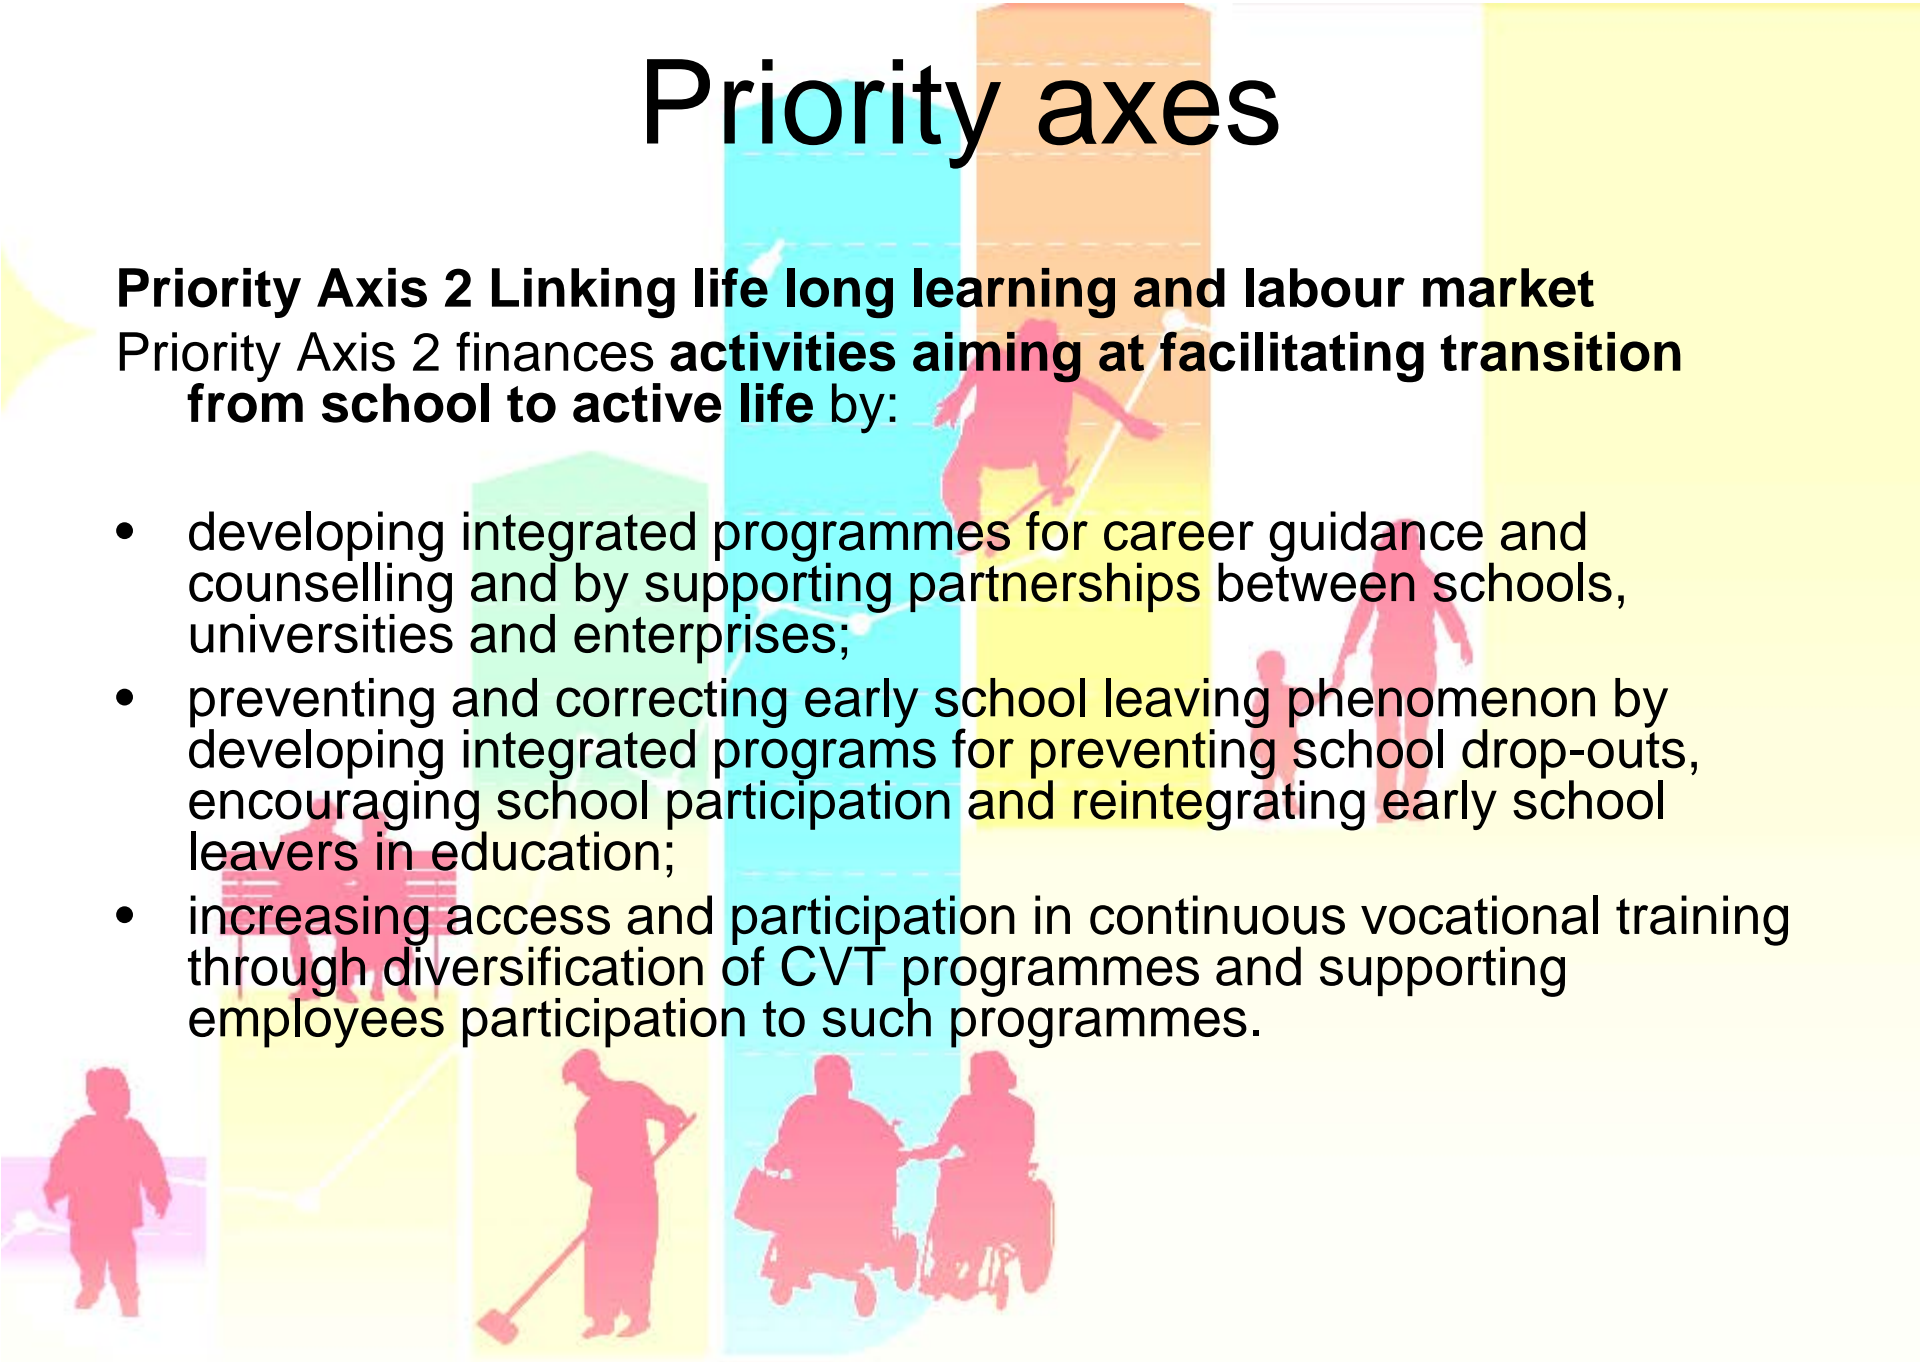 Priority axes
Priority Axis 2 Linking life long learning and labour market
Priority Axis 2 finances activities aiming at facilitating transition
from school to active life by:
• developing integrated programmes for career guidance and
counselling and by supporting partnerships between schools,
universities and enterprises;
• preventing and correcting early school leaving phenomenon by
developing integrated programs for preventing school drop-outs,
encouraging school participation and reintegrating early school
leavers in education;
• increasing access and participation in continuous vocational training
through diversification of CVT programmes and supporting
employees participation to such programmes.